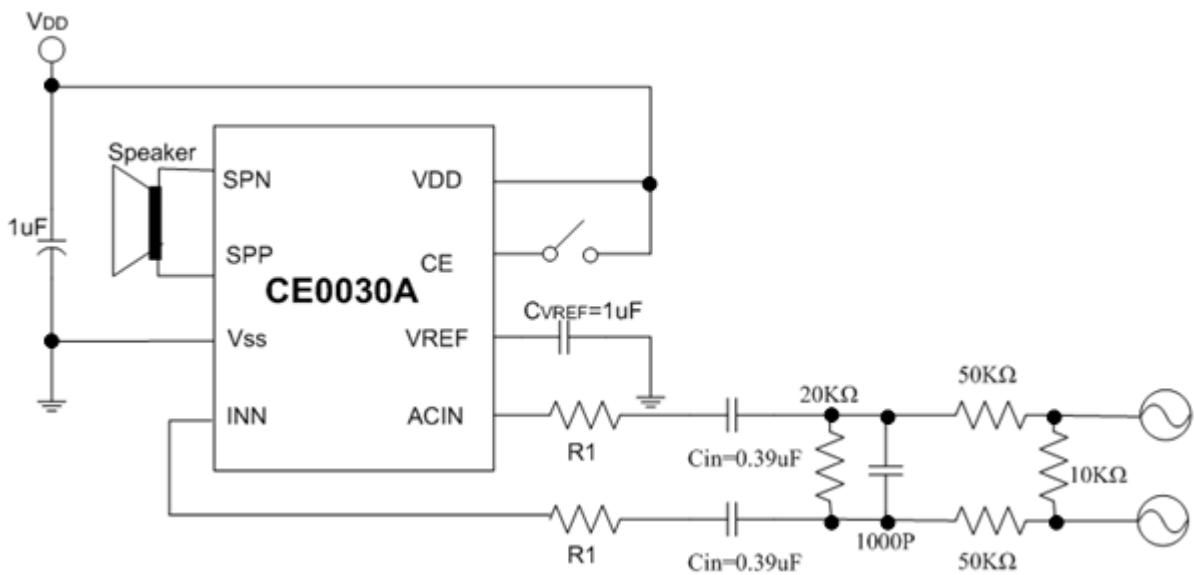 VDD
Speaker
SPN
VDD
1uF
SPP
CE
CE0030A
CVREF=1uF
Vss
VREF
20KΩ
50KΩ
INN
ACIN
R1
Cin=0.39uF
10KΩ
R1
Cin=0.39uF
1000P
50KΩ